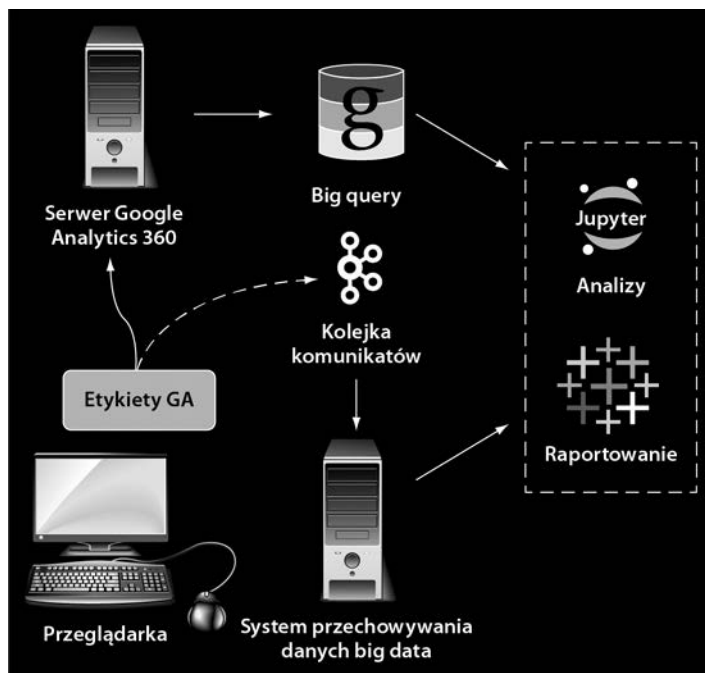 g
Serwer Google
Analytics 360
Big query
Jupyter
Analizy
Kolejka
komunikatów
Etykiety GA
Raportowanie
Przeglądarka
System przechowywania
danych big data